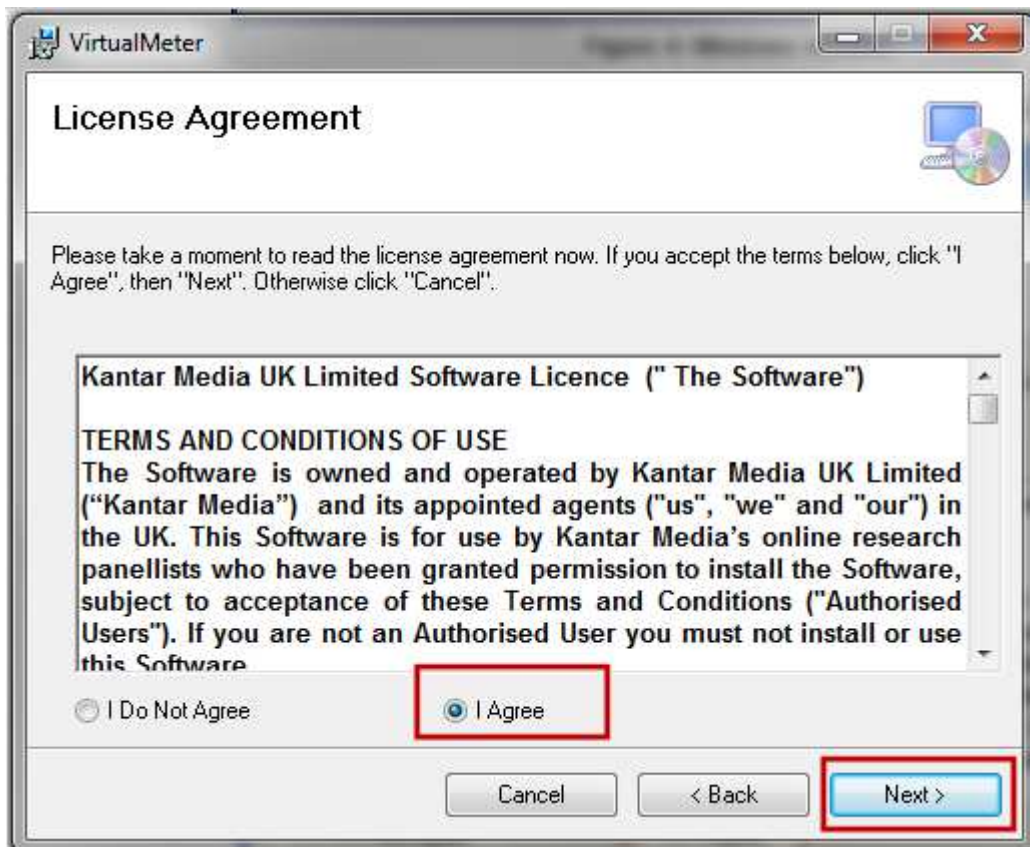 VirtualMeter
License Agreement
Please take a moment to read the license agreement now. If you accept the terms below, click "I
Agree", then "Next". Otherwise click "Cancel".
Kantar Media UK Limited Software Licence (" The Software")
TERMS AND CONDITIONS OF USE
The Software is owned and operated by Kantar Media UK Limited
(“Kantar Media”) and its appointed agents ("us", "we" and "our") in
the UK. This Software is for use by Kantar Media’s online research
panellists who have been granted permission to install the Software,
subject to acceptance of these Terms and Conditions ("Authorised
Users"). If you are not an Authorised User you must not install or use
this Software
I Do Not Agree
I Agree
Cancel
< Back
Next >